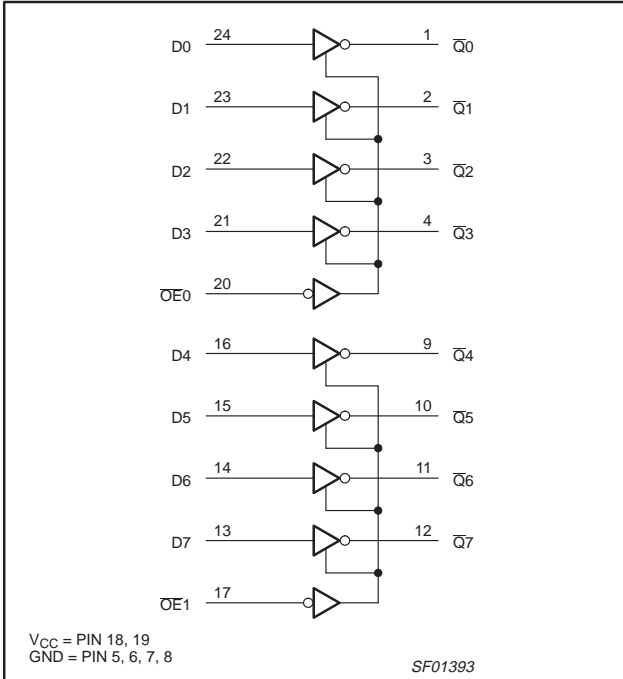 D0 24 1 Q̅0
D1 23 2 Q̅1
D2 22 3 Q̅2
D3 21 4 Q̅3
O̅E̅0 20
D4 16 9 Q̅4
D5 15 10 Q̅5
D6 14 11 Q̅6
D7 13 12 Q̅7
O̅E̅1 17
VCC = PIN 18, 19
GND = PIN 5, 6, 7, 8
SF01393